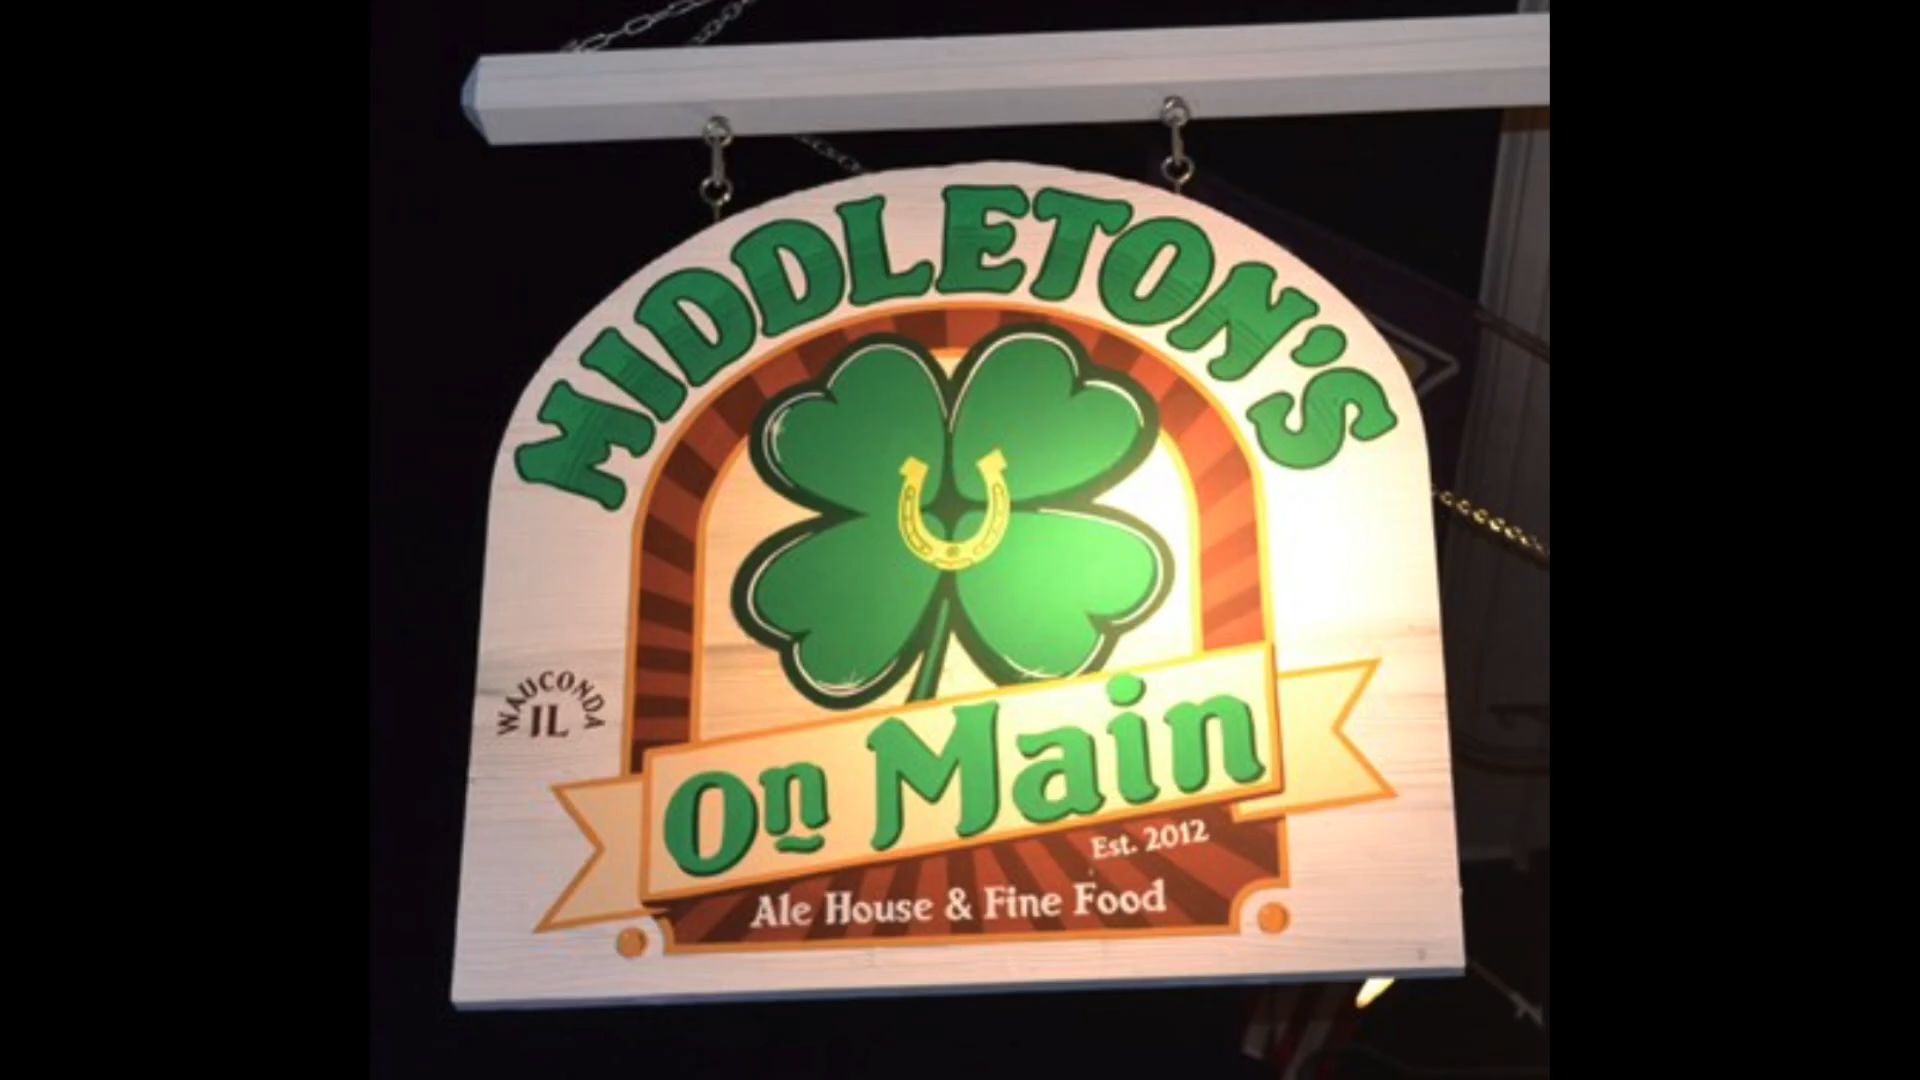 MIDDLETON'S
WAUCONDA
IL
On Main
Est. 2012
Ale House & Fine Food